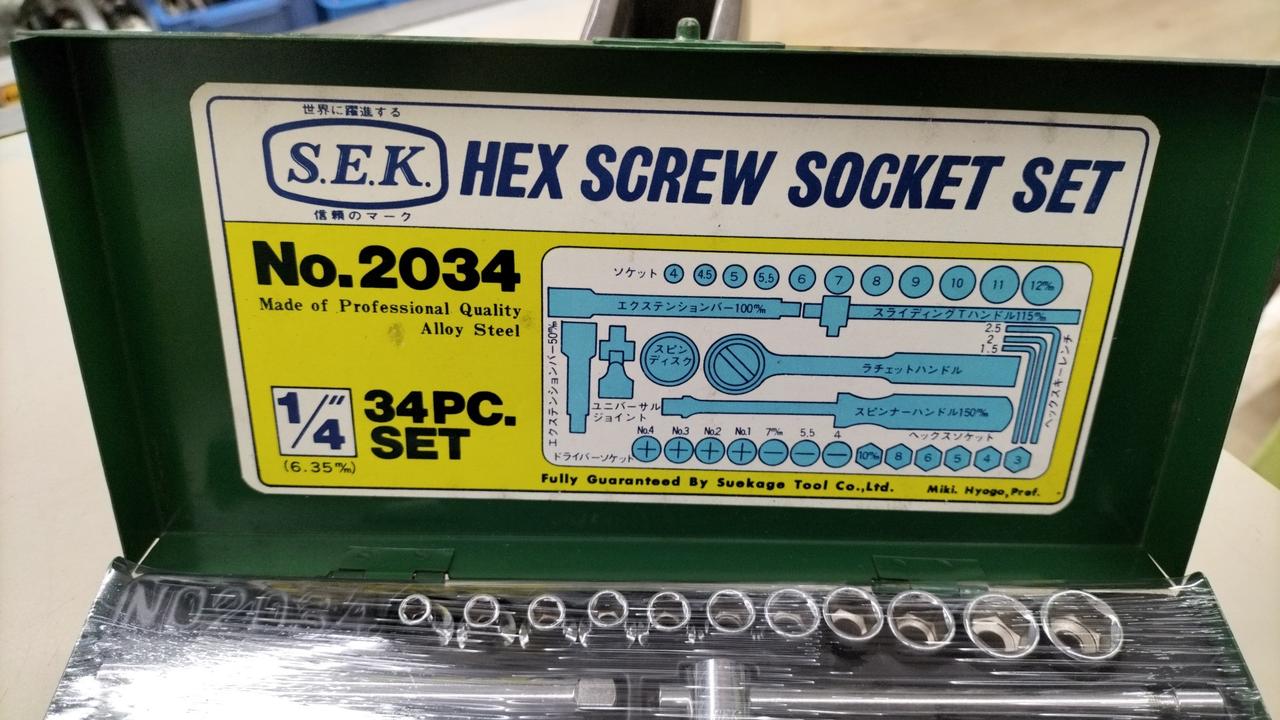 世界に躍進する
S.E.K.
信頼のマーク
HEX SCREW SOCKET SET
No.2034
Made of Professional Quality
Alloy Steel
1/4"
(6.35㎜)
34PC.
SET
ソケット 4 4.5 5 5.5 6 7 8 9 10 11 12㎜
エクステンションバー100㎜
スライディングTハンドル115㎜
エクステンションバー50㎜
スピン
ディスク
ラチェットハンドル
2.5
2
1.5
ヘックスキーレンチ
ユニバーサル
ジョイント
スピンナーハンドル150㎜
No.4 No.3 No.2 No.1 7㎜ 5.5 4
ヘックスソケット
ドライバーソケット
10㎜ 8 6 5 4 3
Fully Guaranteed By Suekage Tool Co.,Ltd. Miki. Hyogo,Pref.
NO2034